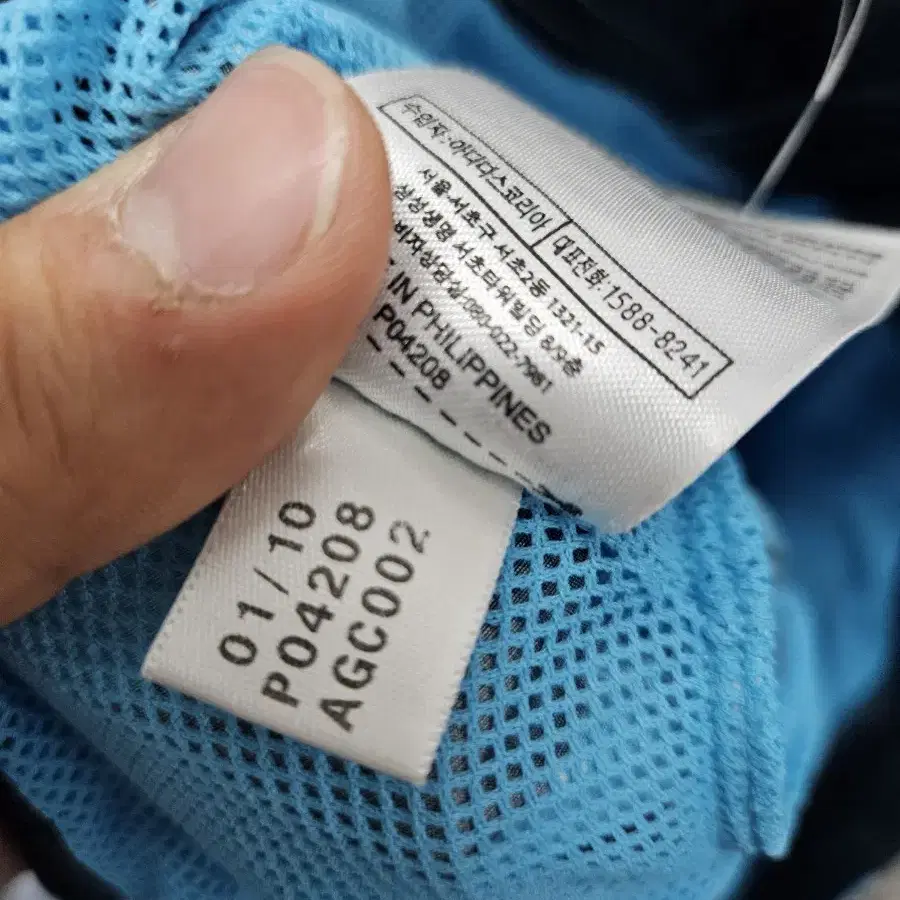 수입자:아디다스코리아 대표전화:1588-8241
서울 서초구 서초2동 1321-15
삼성생명 서초타워빌딩 8/9층
비자상담실 080-022-7981
IN PHILIPPINES
P04208
01/10
P04208
AGC002